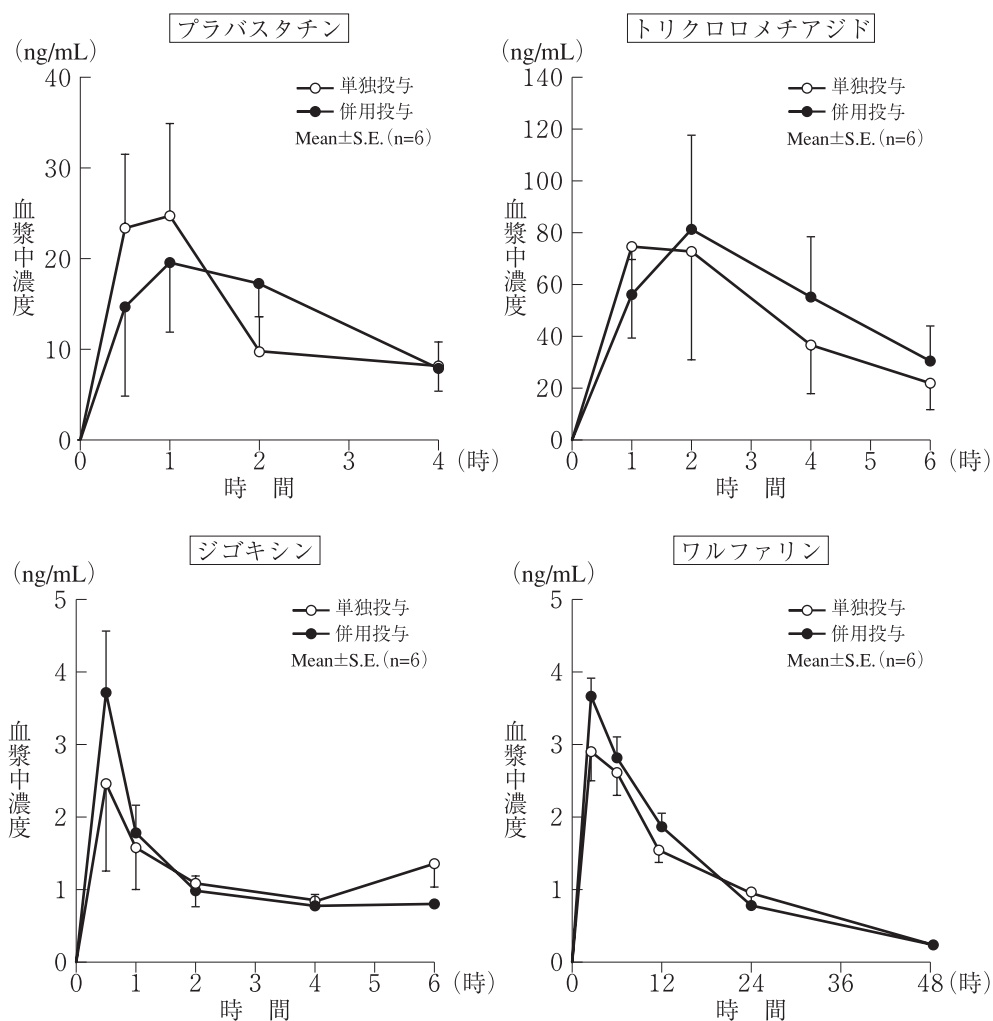 プラバスタチン
(ng/mL)
40
30
20
10
0
血漿中濃度
単独投与
併用投与
Mean±S.E.(n=6)
0 1 2 3 4 (時)
時 間
トリクロロメチアジド
(ng/mL)
140
120
100
80
60
40
20
0
血漿中濃度
単独投与
併用投与
Mean±S.E.(n=6)
0 1 2 3 4 5 6 (時)
時 間
ジゴキシン
(ng/mL)
5
4
3
2
1
0
血漿中濃度
単独投与
併用投与
Mean±S.E.(n=6)
0 1 2 3 4 5 6 (時)
時 間
ワルファリン
(ng/mL)
5
4
3
2
1
0
血漿中濃度
単独投与
併用投与
Mean±S.E.(n=6)
0 12 24 36 48 (時)
時 間